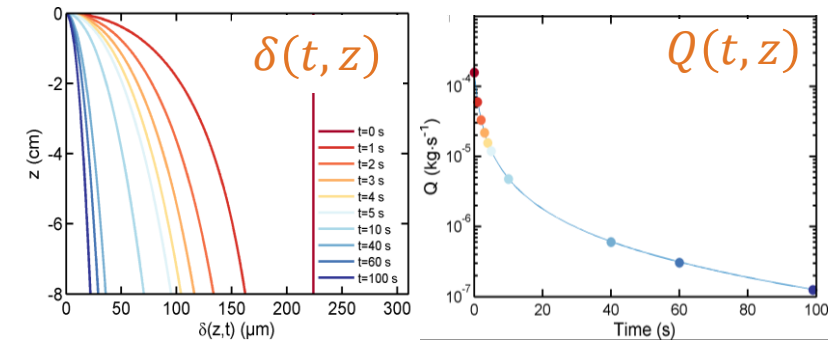 δ(t, z)
0
-2
-4
-6
-8
z (cm)
t=0 s
t=1 s
t=2 s
t=3 s
t=4 s
t=5 s
t=10 s
t=40 s
t=60 s
t=100 s
0 50 100 150 200 250 300
δ(z,t) (µm)
Q(t, z)
10⁻⁴
10⁻⁵
10⁻⁶
10⁻⁷
Q (kg·s⁻¹)
0 20 40 60 80 100
Time (s)